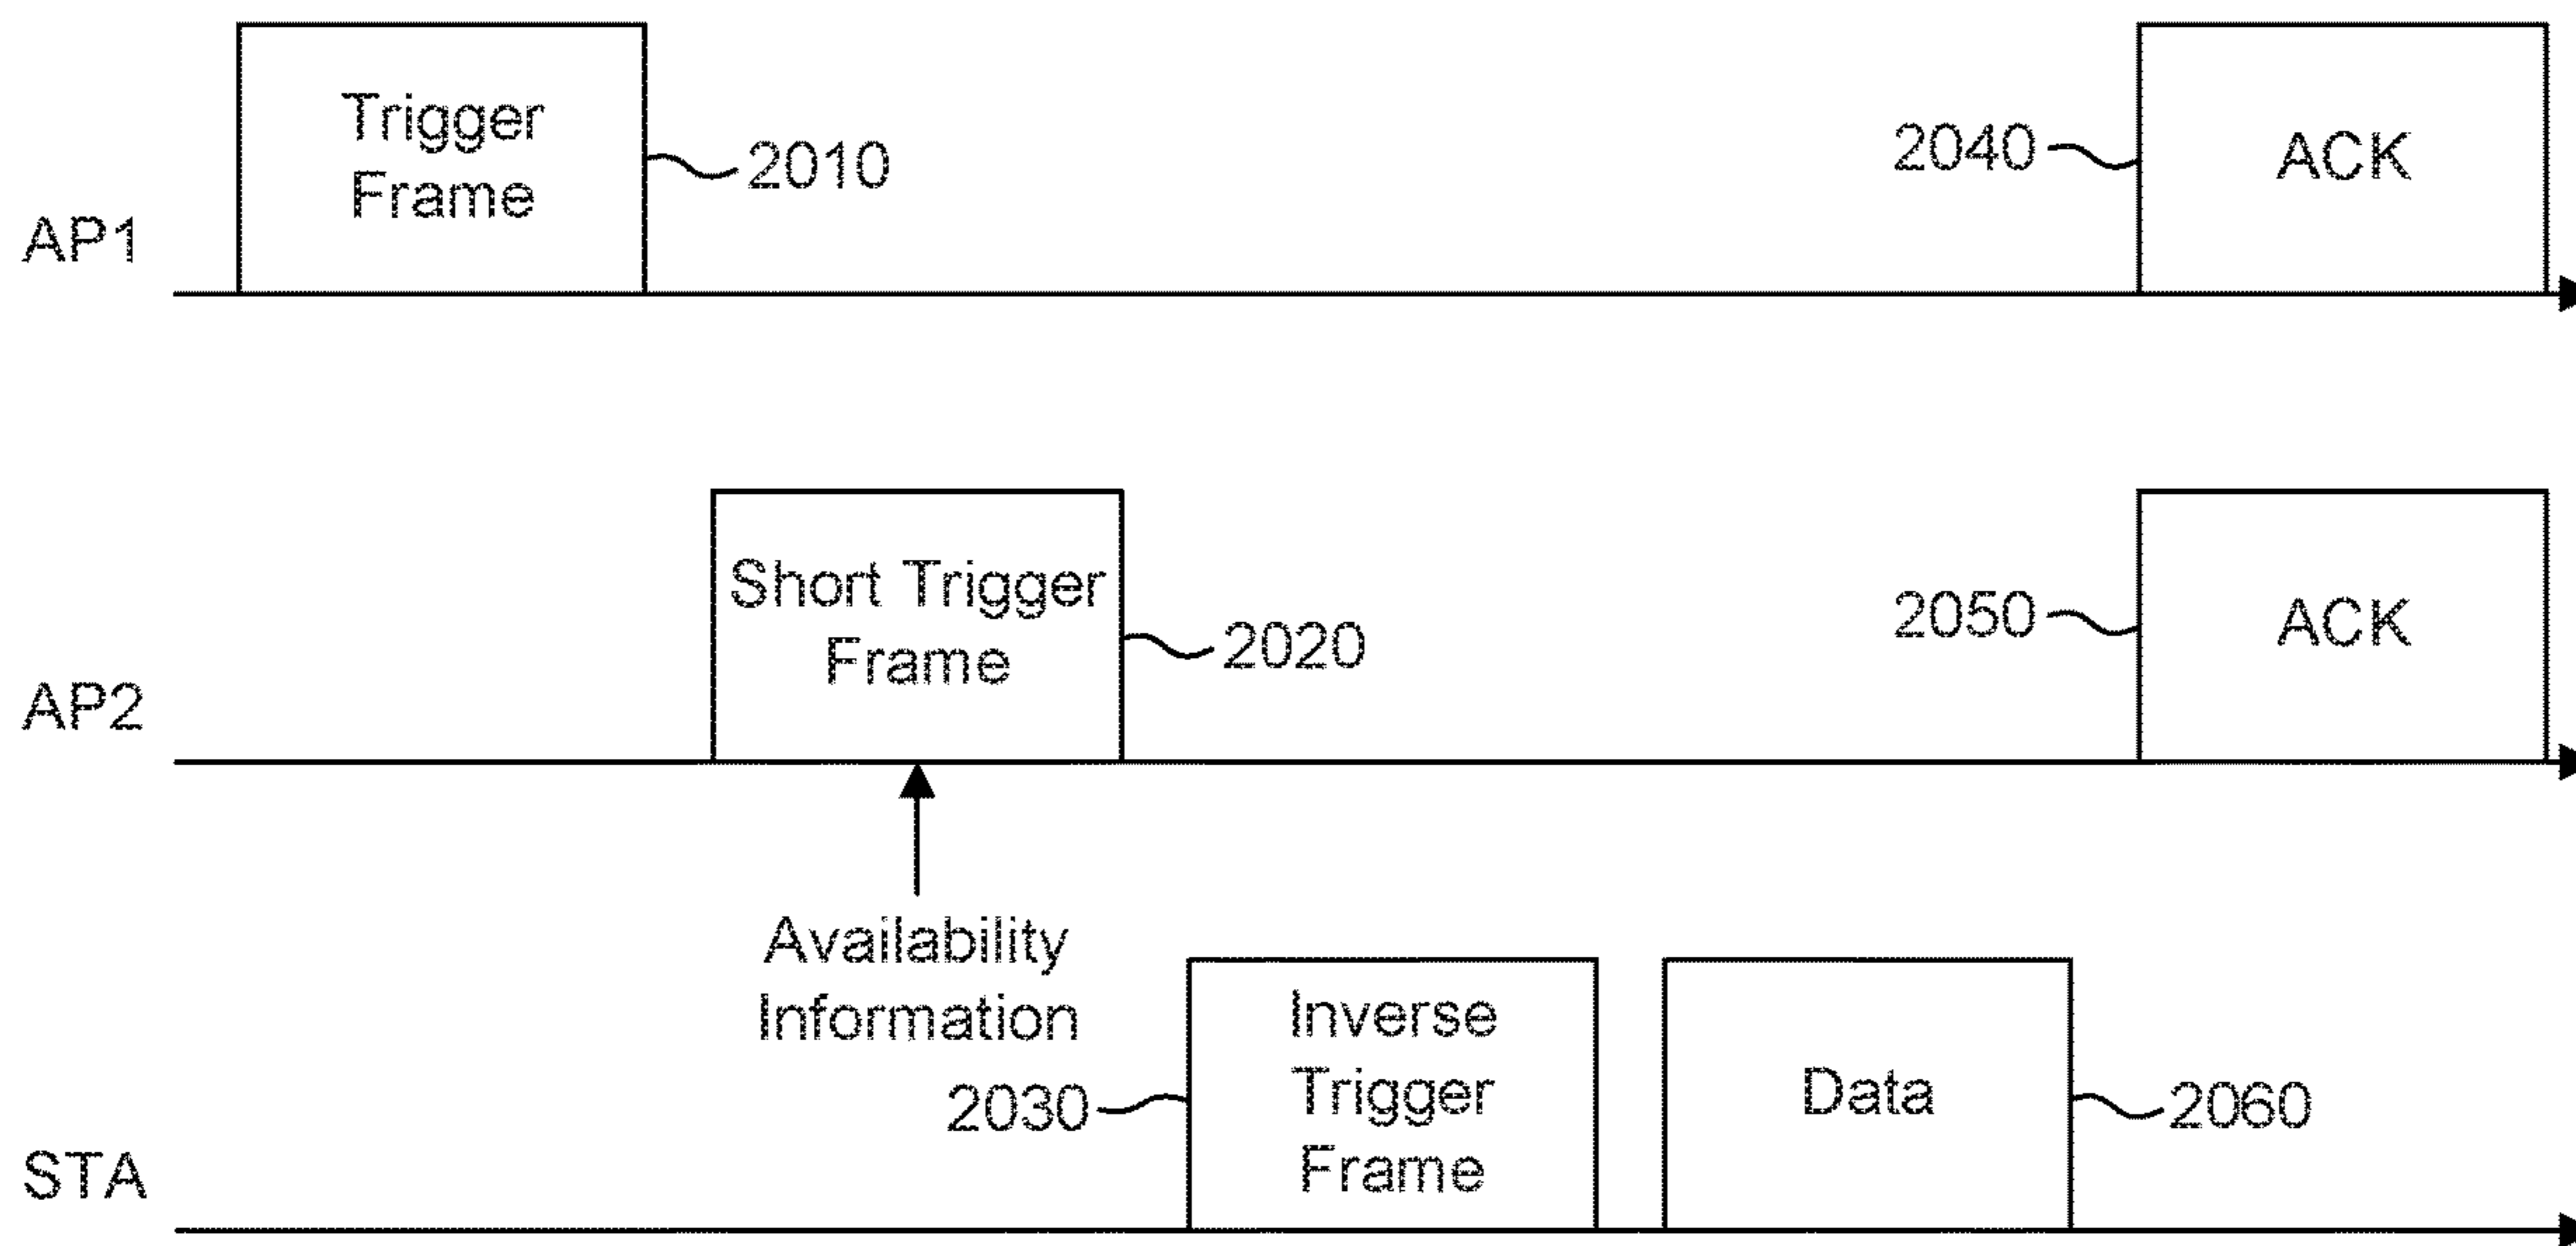 Trigger
Frame
2010
2040
ACK
AP1
Short Trigger
Frame
2020
2050
ACK
AP2
Availability
Information
2030
Inverse
Trigger
Frame
Data
2060
STA